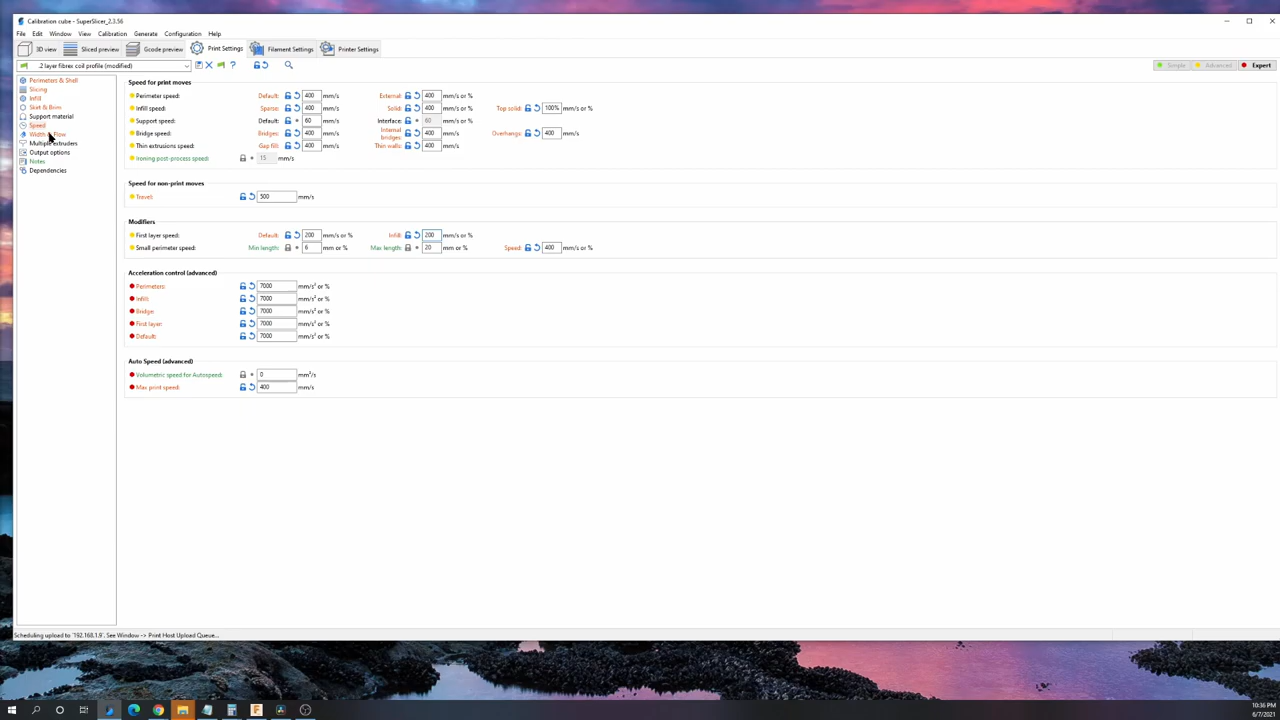 Calibration cube - SuperSlicer_2.3.56
File Edit Window View Calibration Generate Configuration Help
3D view Sliced preview Gcode preview Print Settings Filament Settings Printer Settings
.2 layer fibrex coil profile (modified) ? Simple Advanced Expert
Perimeters & Shell
Slicing
Infill
Skirt & Brim
Support material
Speed
Width & Flow
Multiple extruders
Output options
Notes
Dependencies
Speed for print moves
Perimeter speed: Default: 400 mm/s External: 400 mm/s or %
Infill speed: Sparse: 400 mm/s Solid: 400 mm/s or % Top solid: 100% mm/s or %
Support speed: Default: 60 mm/s Interface: 60 mm/s or %
Bridge speed: Bridges: 400 mm/s Internal bridges: 400 mm/s or % Overhangs: 400 mm/s
Thin extrusions speed: Gap fill: 400 mm/s Thin walls: 400 mm/s
Ironing post-process speed: 15 mm/s
Speed for non-print moves
Travel: 500 mm/s
Modifiers
First layer speed: Default: 200 mm/s or % Infill: 200 mm/s or %
Small perimeter speed: Min length: 6 mm or % Max length: 20 mm or % Speed: 400 mm/s or %
Acceleration control (advanced)
Perimeters: 7000 mm/s² or %
Infill: 7000 mm/s² or %
Bridge: 7000 mm/s² or %
First layer: 7000 mm/s² or %
Default: 7000 mm/s² or %
Auto Speed (advanced)
Volumetric speed for Autospeed: 0 mm³/s
Max print speed: 400 mm/s
Scheduling upload to '192.168.1.9'. See Window -> Print Host Upload Queue...
10:36 PM
6/7/2021